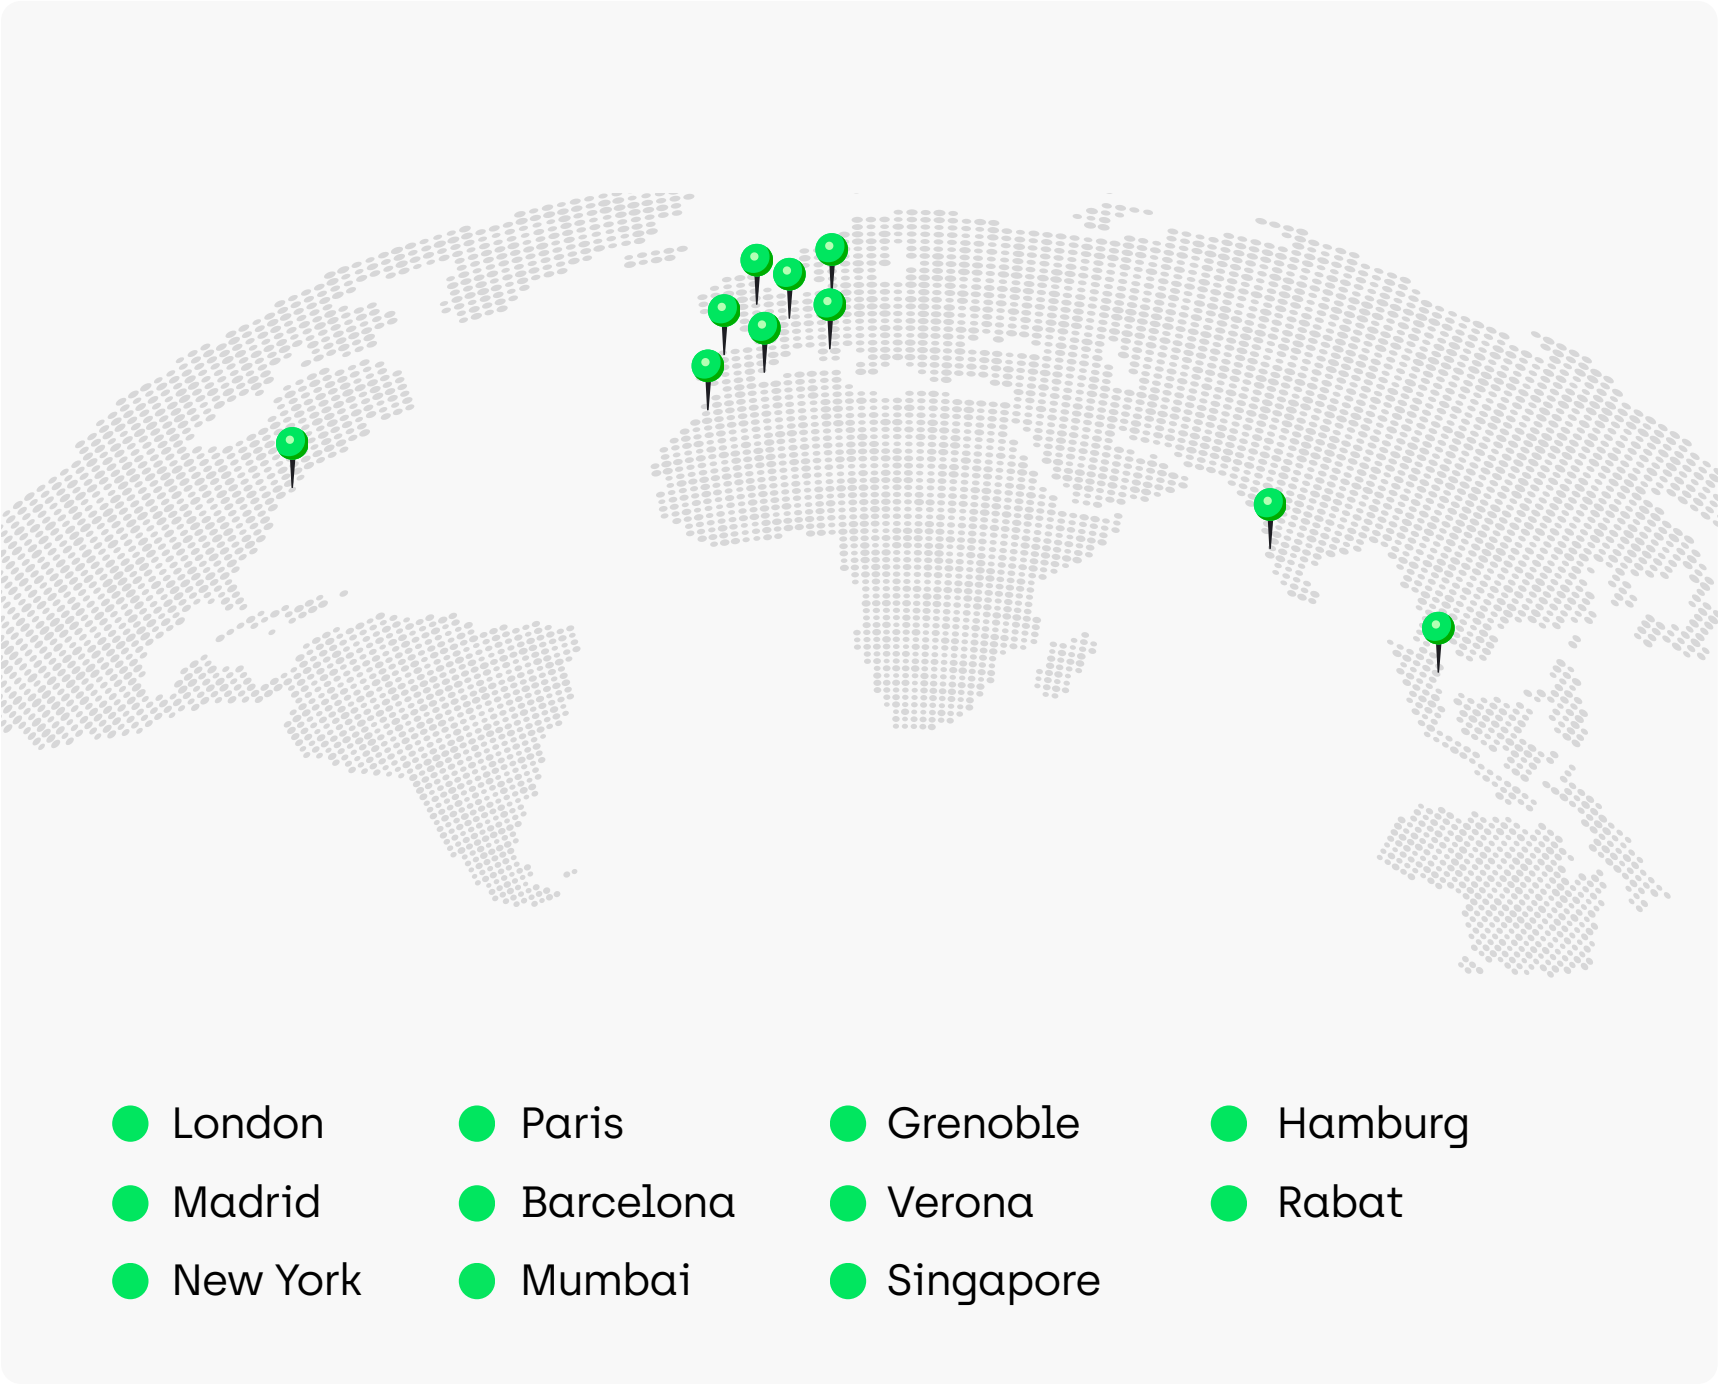 London
Paris
Grenoble
Hamburg
Madrid
Barcelona
Verona
Rabat
New York
Mumbai
Singapore